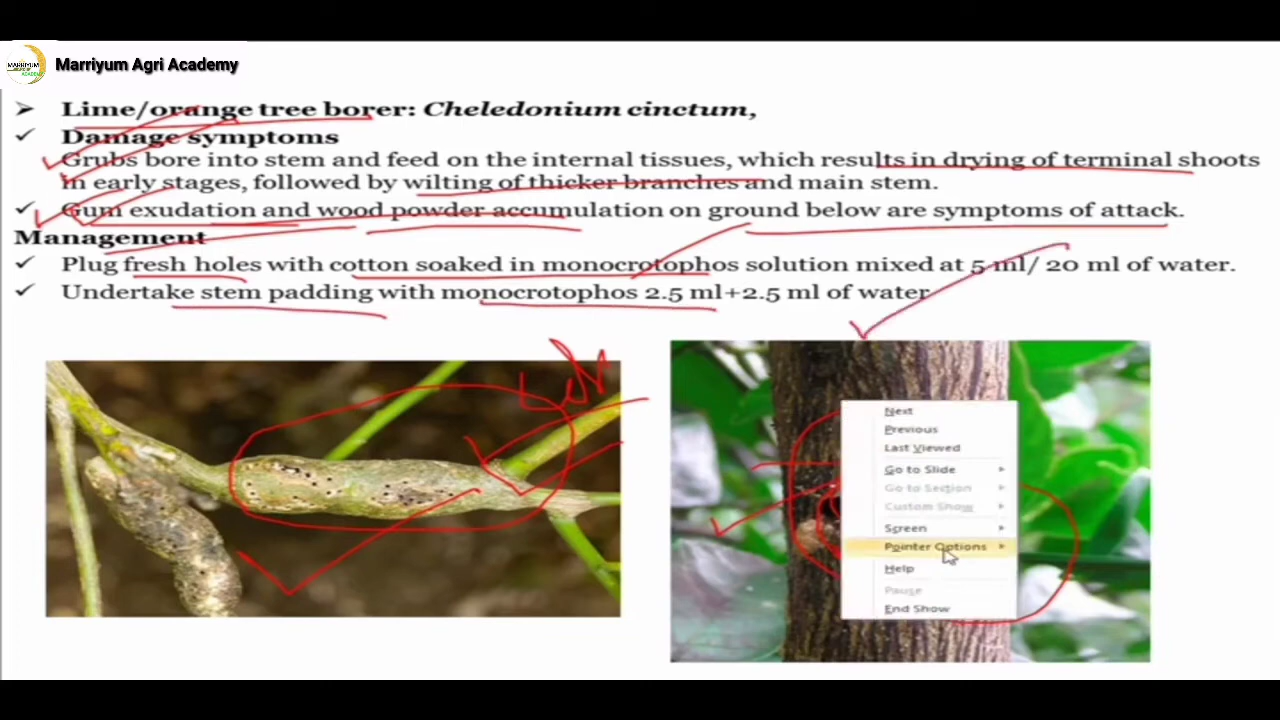 MARRIYUM
ACADEMY
Marriyum Agri Academy
➢ Lime/orange tree borer: Cheledonium cinctum,
✓ Damage symptoms
Grubs bore into stem and feed on the internal tissues, which results in drying of terminal shoots
in early stages, followed by wilting of thicker branches and main stem.
✓ Gum exudation and wood powder accumulation on ground below are symptoms of attack.
Management
✓ Plug fresh holes with cotton soaked in monocrotophos solution mixed at 5 ml/ 20 ml of water.
✓ Undertake stem padding with monocrotophos 2.5 ml+2.5 ml of water
Next
Previous
Last Viewed
Go to Slide
Go to Section
Custom Show
Screen
Pointer Options
Help
Pause
End Show